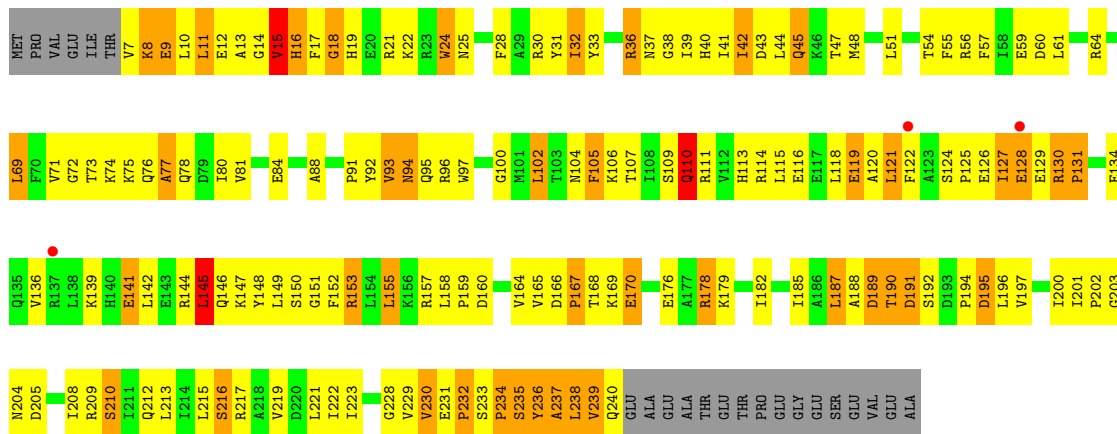 MET PRO VAL GLU ILE THR V7 K8 E9 L10 L11 E12 A13 G14 V15 H16 F17 G18 H19 E20 R21 K22 R23 W24 N25 F28 A29 R30 Y31 I32 Y33 R36 N37 G38 I39 H40 I41 I42 D43 L44 Q45 K46 T47 M48 L51 T54 F55 R56 F57 I58 E59 D60 L61 R64
L69 F70 V71 G72 T73 K74 K75 Q76 A77 Q78 D79 I80 V81 E84 A88 P91 Y92 V93 N94 Q95 R96 W97 G100 M101 L102 T103 N104 F105 K106 T107 I108 S109 Q110 R111 V112 H113 R114 L115 E116 E117 L118 E119 A120 L121 F122 A123 S124 P125 E126 I127 E128 E129 R130 P131 E134
Q135 V136 R137 L138 K139 H140 E141 L142 E143 R144 L145 Q146 K147 Y148 L149 S150 G151 F152 R153 L154 L155 K156 R157 L158 P159 D160 V164 V165 D166 P167 T168 K169 E170 E176 A177 R178 K179 I182 I185 A186 L187 A188 D189 T190 D191 S192 D193 P194 D195 L196 V197 I200 I201 P202 G203
N204 D205 I208 R209 S210 I211 Q212 L213 I214 L215 S216 R217 A218 V219 D220 L221 I222 I223 G228 V229 V230 E231 P232 S233 P234 S235 Y236 A237 L238 V239 Q240 GLU ALA GLU ALA THR GLU THR PRO GLU GLY GLU SER GLU VAL GLU ALA